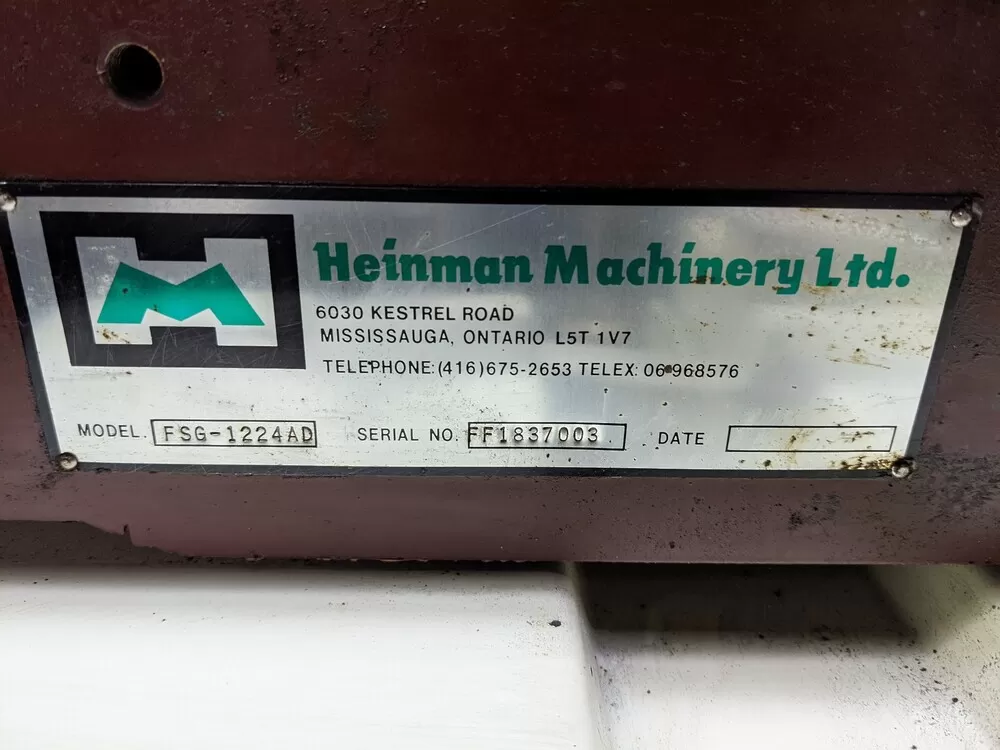 Heinman Machinery Ltd.
6030 KESTREL ROAD
MISSISSAUGA, ONTARIO L5T 1V7
TELEPHONE:(416)675-2653 TELEX: 06 968576
MODEL. FSG-1224AD SERIAL NO. FF1837003 DATE